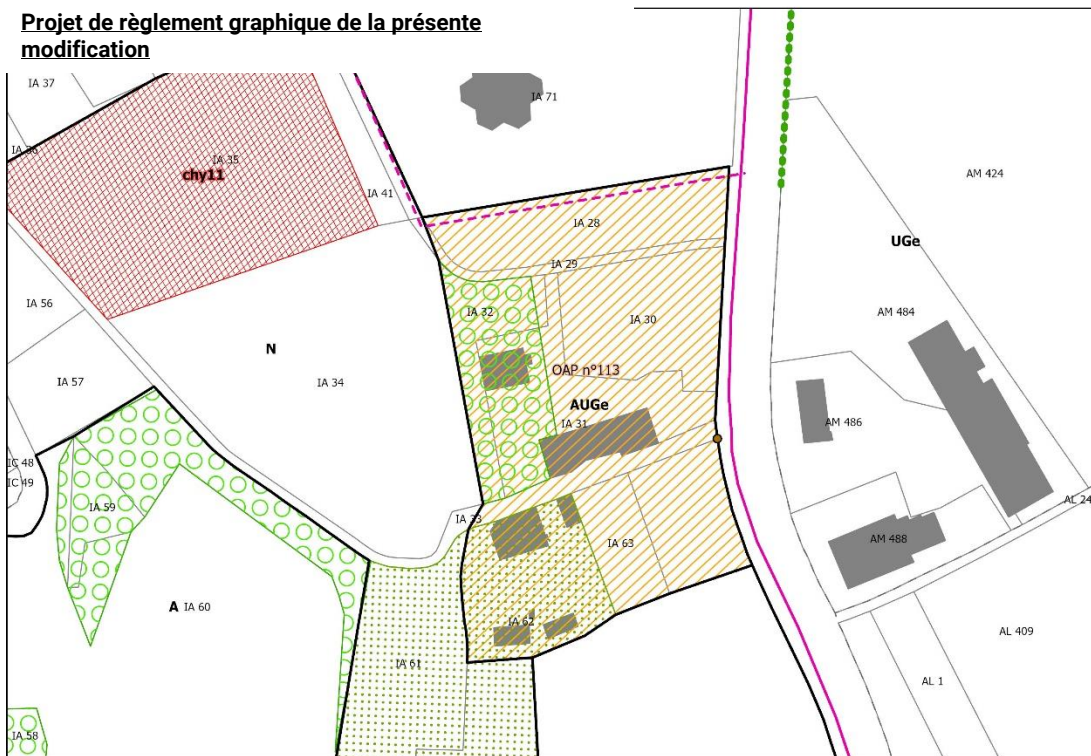 Projet de règlement graphique de la présente
modification
IA 37
IA 71
IA 36
IA 35
chy11
IA 41
AM 424
IA 28
UGe
IA 29
IA 56
IA 32
IA 30
AM 484
N
IA 34
OAP n°113
IA 57
AUGe
IA 31
AM 486
IC 48
IC 49
AL 24
IA 59
IA 33
IA 63
AM 488
A IA 60
IA 62
AL 409
IA 61
AL 1
IA 58